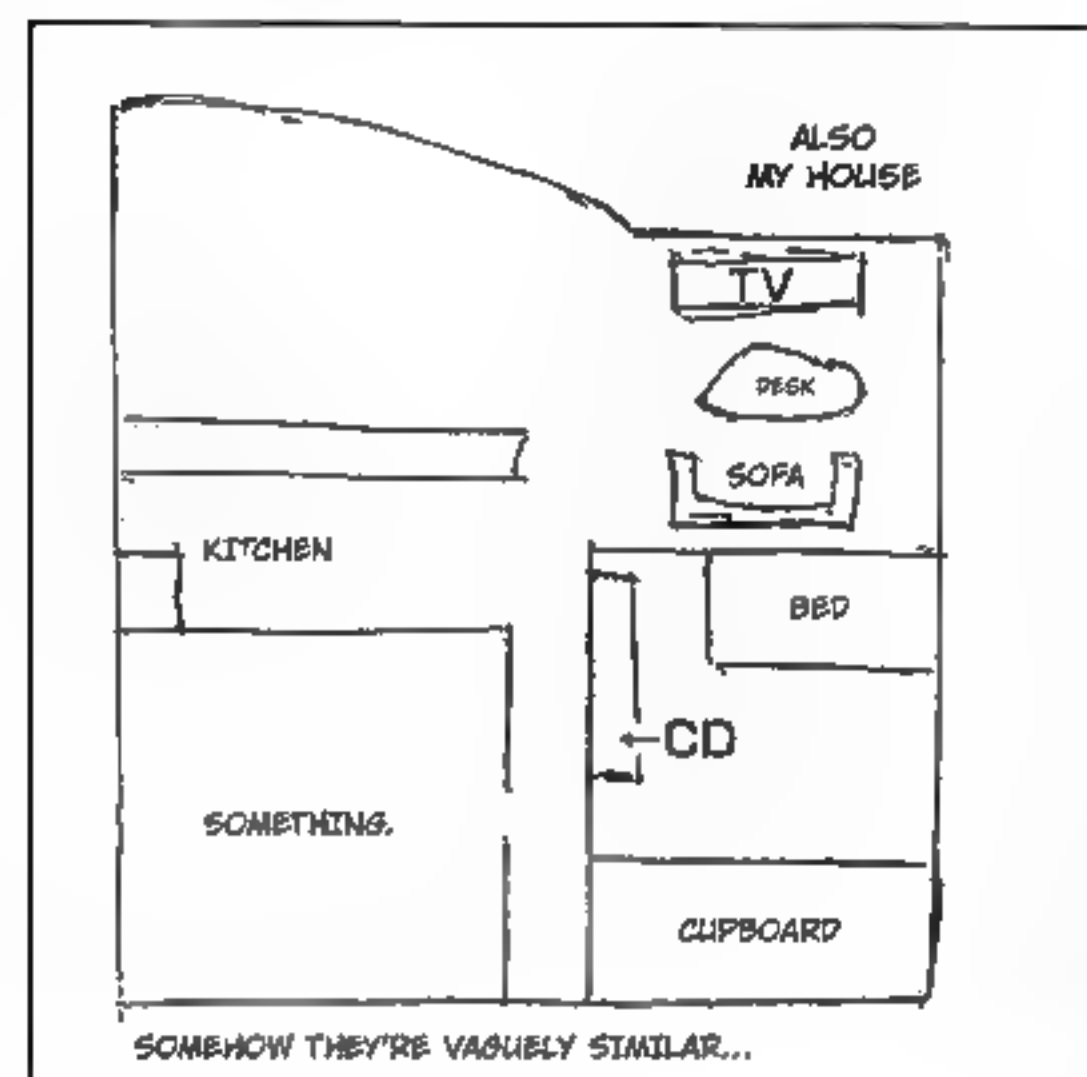 ALSO
MY HOUSE
TV
DESK
SOFA
KITCHEN
BED
CD
SOMETHING.
CUPBOARD
SOMEHOW THEY'RE VAGUELY SIMILAR...